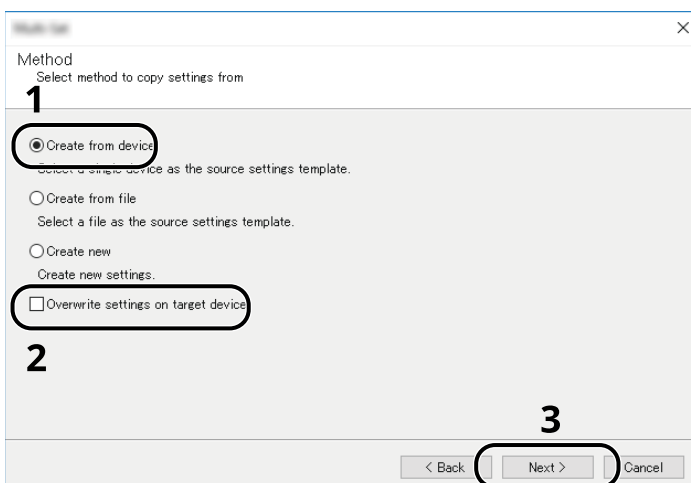 Method
Select method to copy settings from
1
Create from device
Select a single device as the source settings template.
Create from file
Select a file as the source settings template.
Create new
Create new settings.
Overwrite settings on target device
2
3
< Back
Next >
Cancel